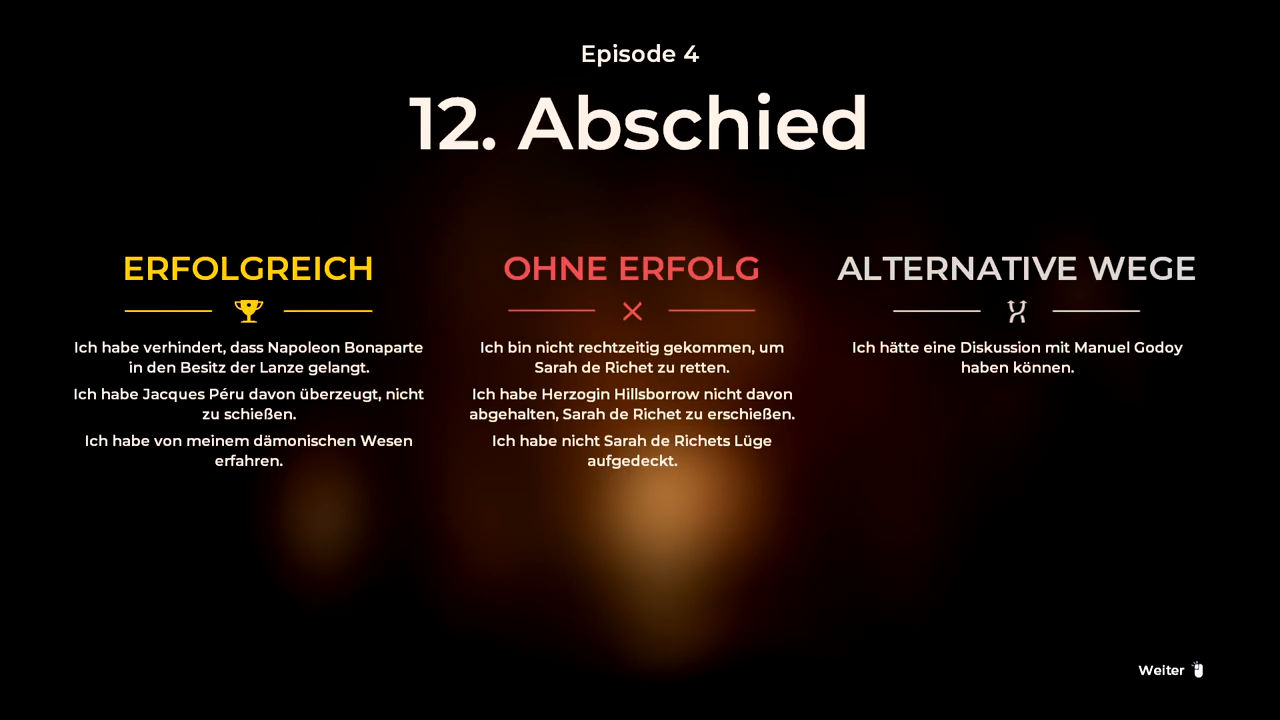 Episode 4
12. Abschied
ERFOLGREICH
Ich habe verhindert, dass Napoleon Bonaparte
in den Besitz der Lanze gelangt.
Ich habe Jacques Péru davon überzeugt, nicht
zu schießen.
Ich habe von meinem dämonischen Wesen
erfahren.
OHNE ERFOLG
Ich bin nicht rechtzeitig gekommen, um
Sarah de Richet zu retten.
Ich habe Herzogin Hillsborrow nicht davon
abgehalten, Sarah de Richet zu erschießen.
Ich habe nicht Sarah de Richets Lüge
aufgedeckt.
ALTERNATIVE WEGE
Ich hätte eine Diskussion mit Manuel Godoy
haben können.
Weiter